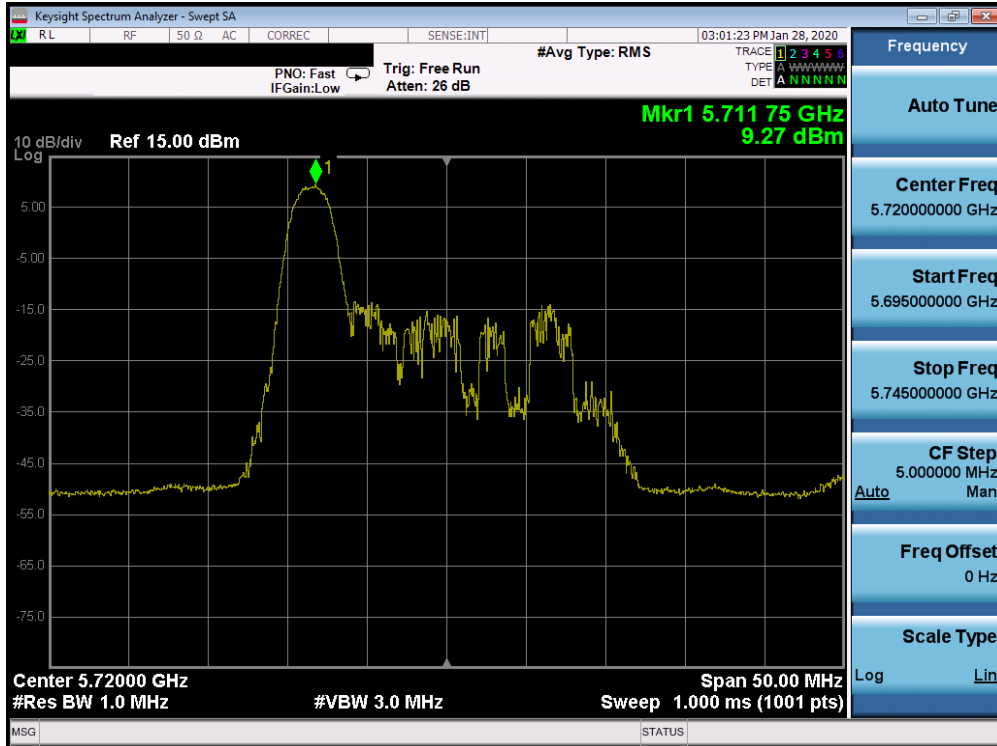 Keysight Spectrum Analyzer - Swept SA
LXI RL RF 50 Ω AC CORREC SENSE:INT 03:01:23 PM Jan 28, 2020
PNO: Fast
IFGain:Low
Trig: Free Run
Atten: 26 dB
#Avg Type: RMS
TRACE 1 2 3 4 5 6
TYPE A WWWWW
DET A N N N N N
Mkr1 5.711 75 GHz
9.27 dBm
10 dB/div Ref 15.00 dBm
Log
1
5.00
-5.00
-15.0
-25.0
-35.0
-45.0
-55.0
-65.0
-75.0
Center 5.72000 GHz Span 50.00 MHz
#Res BW 1.0 MHz #VBW 3.0 MHz Sweep 1.000 ms (1001 pts)
MSG STATUS
Frequency
Auto Tune
Center Freq
5.720000000 GHz
Start Freq
5.695000000 GHz
Stop Freq
5.745000000 GHz
CF Step
5.000000 MHz
Auto Man
Freq Offset
0 Hz
Scale Type
Log Lin